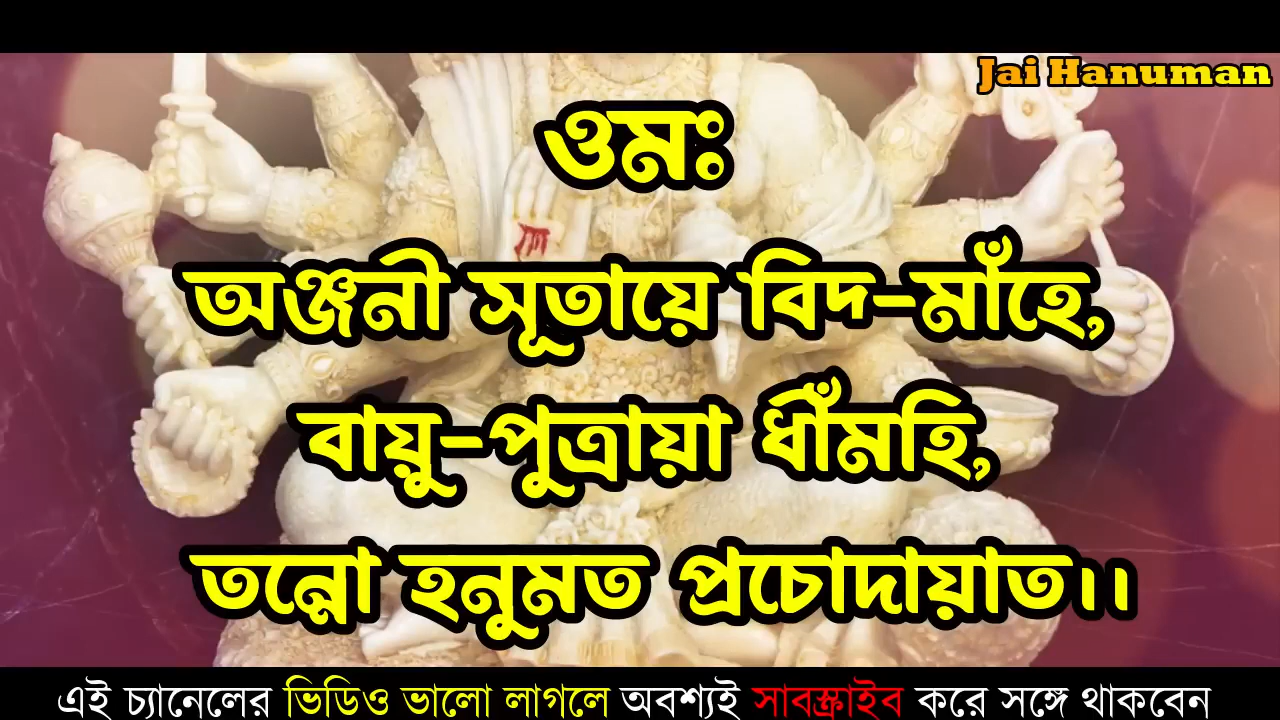 Jai Hanuman
ওমঃ
অঞ্জনী সূতায়ে বিদ-মাঁহে,
বায়ু-পুত্রায়া ধীঁমহি,
তন্নো হনুমত প্রচোদায়াত।।
এই চ্যানেলের ভিডিও ভালো লাগলে অবশ্যই সাবস্ক্রাইব করে সঙ্গে থাকবেন